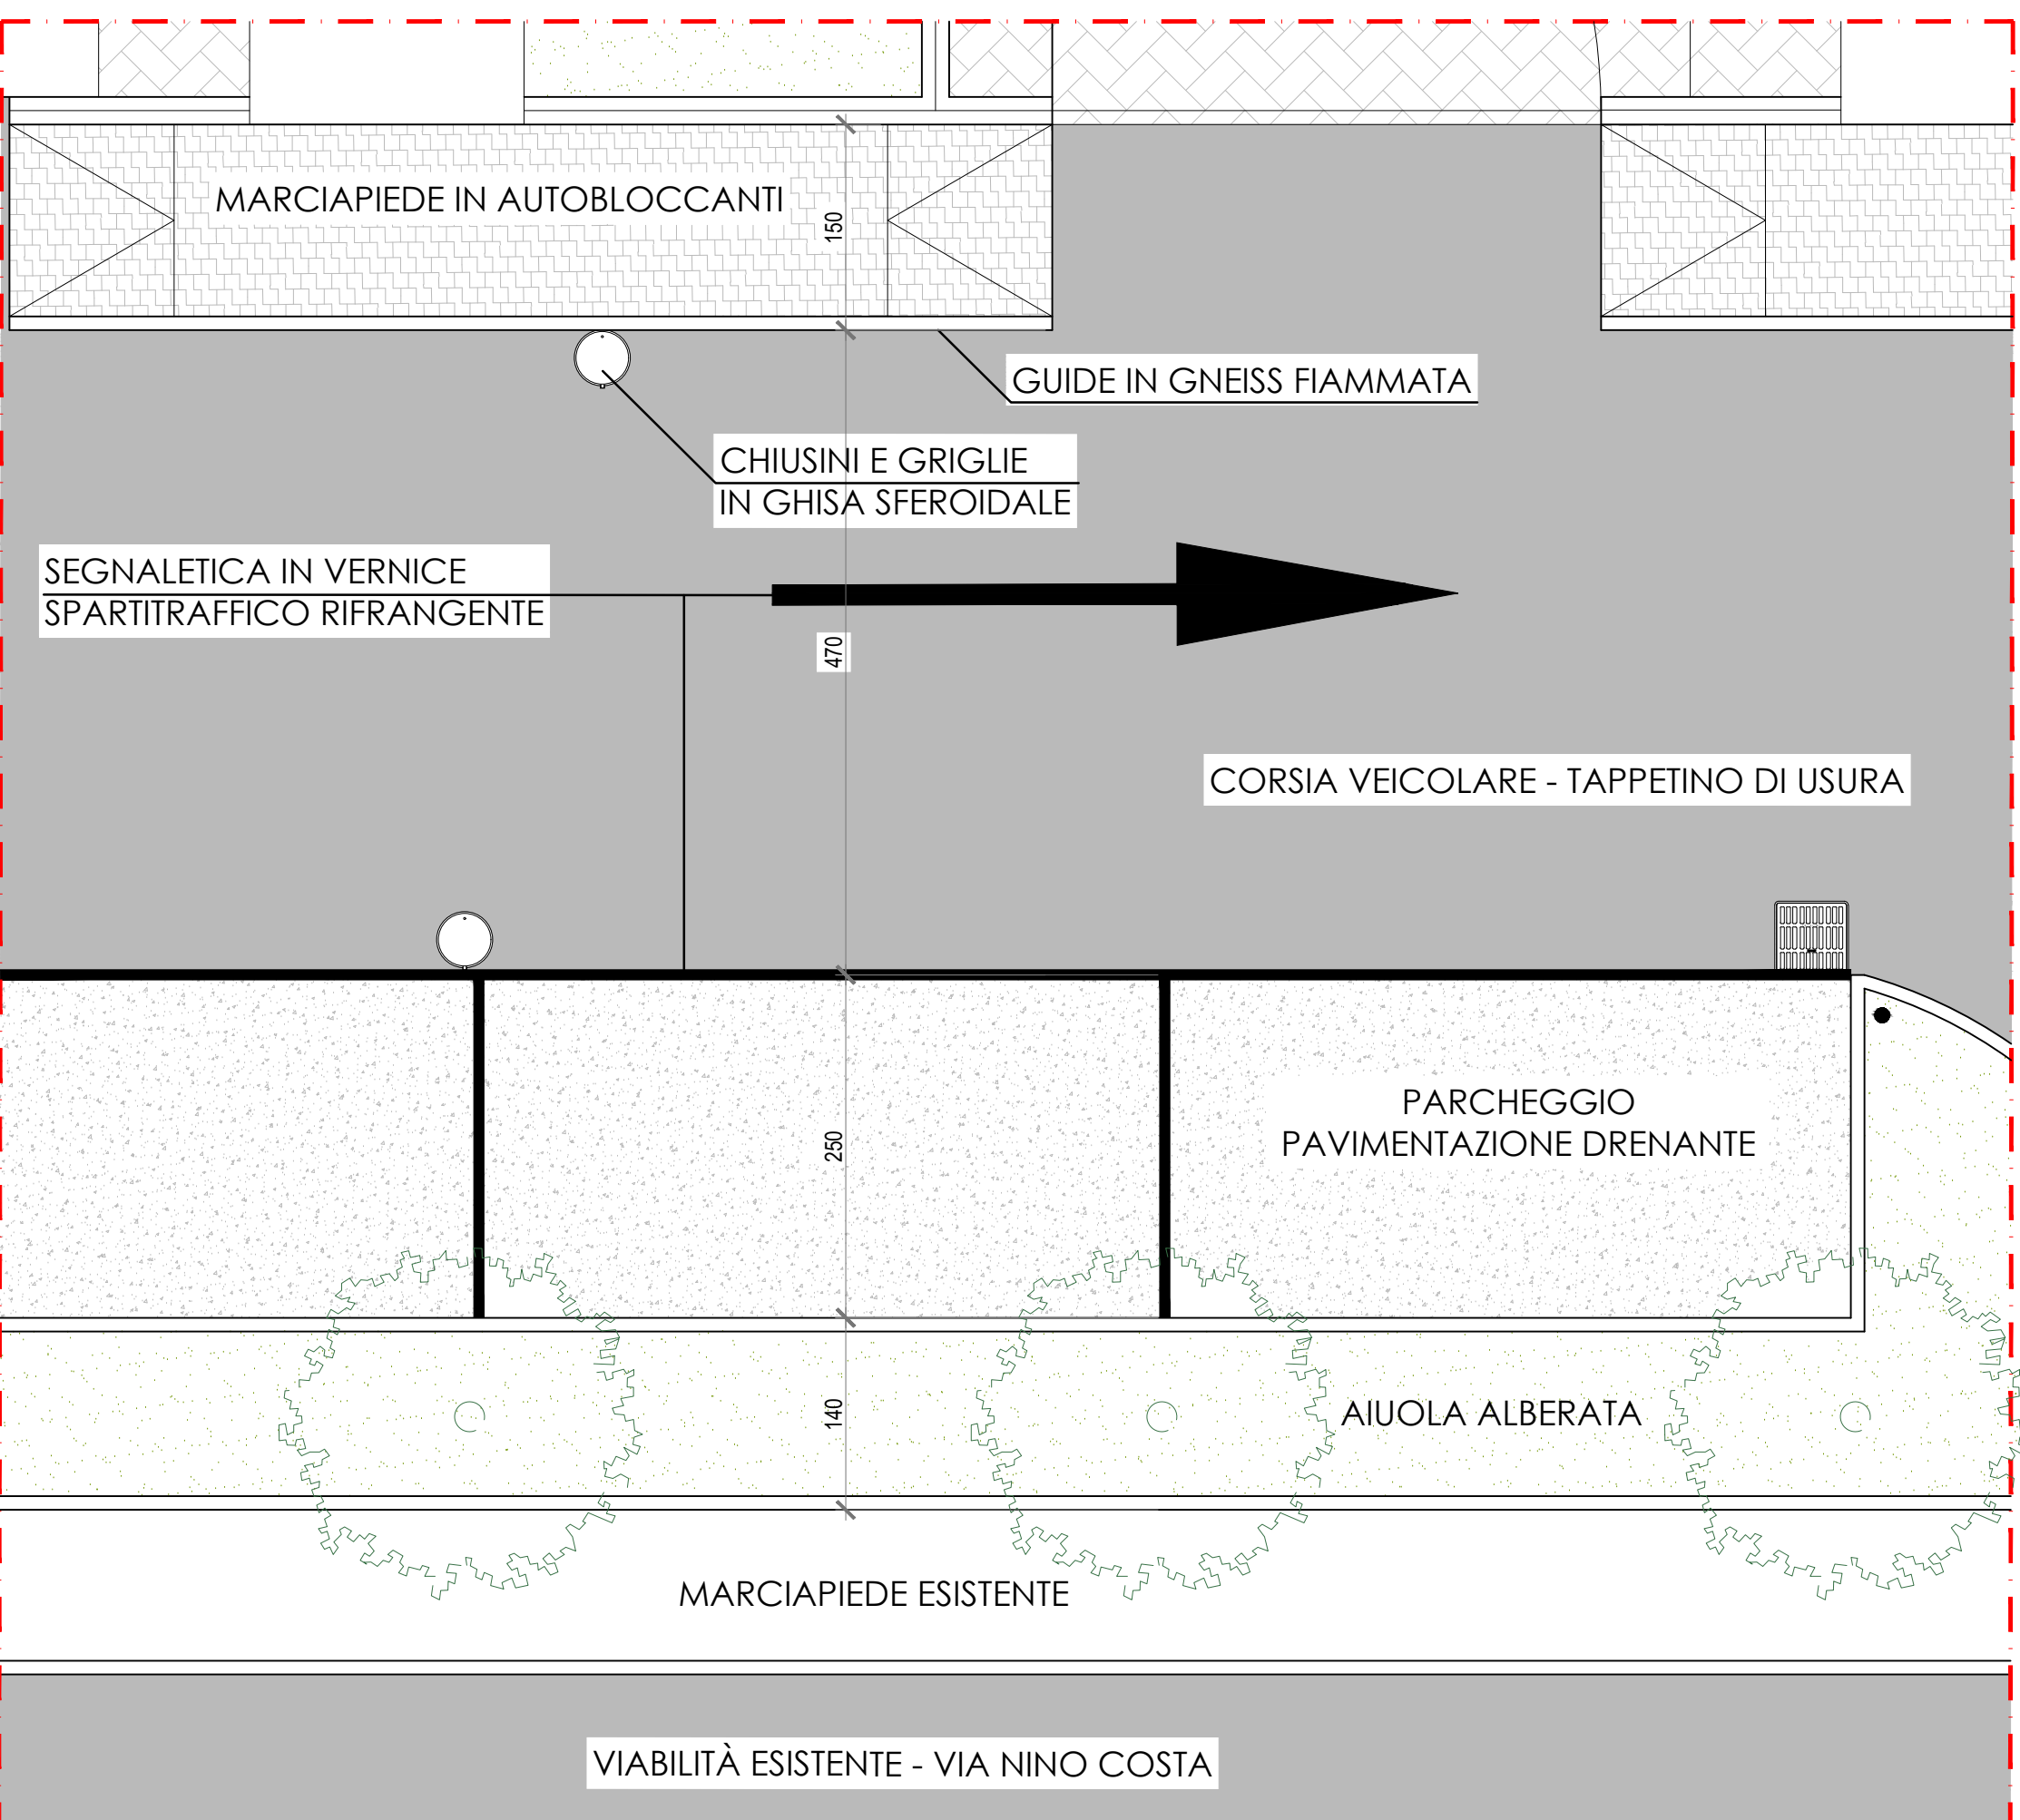 MARCIAPIEDE IN AUTOBLOCCANTI
150
GUIDE IN GNEISS FIAMMATA
CHIUSINI E GRIGLIE
IN GHISA SFEROIDALE
SEGNALETICA IN VERNICE
SPARTITRAFFICO RIFRANGENTE
470
CORSIA VEICOLARE - TAPPETINO DI USURA
PARCHEGGIO
PAVIMENTAZIONE DRENANTE
250
140
AIUOLA ALBERATA
MARCIAPIEDE ESISTENTE
VIABILITÀ ESISTENTE - VIA NINO COSTA